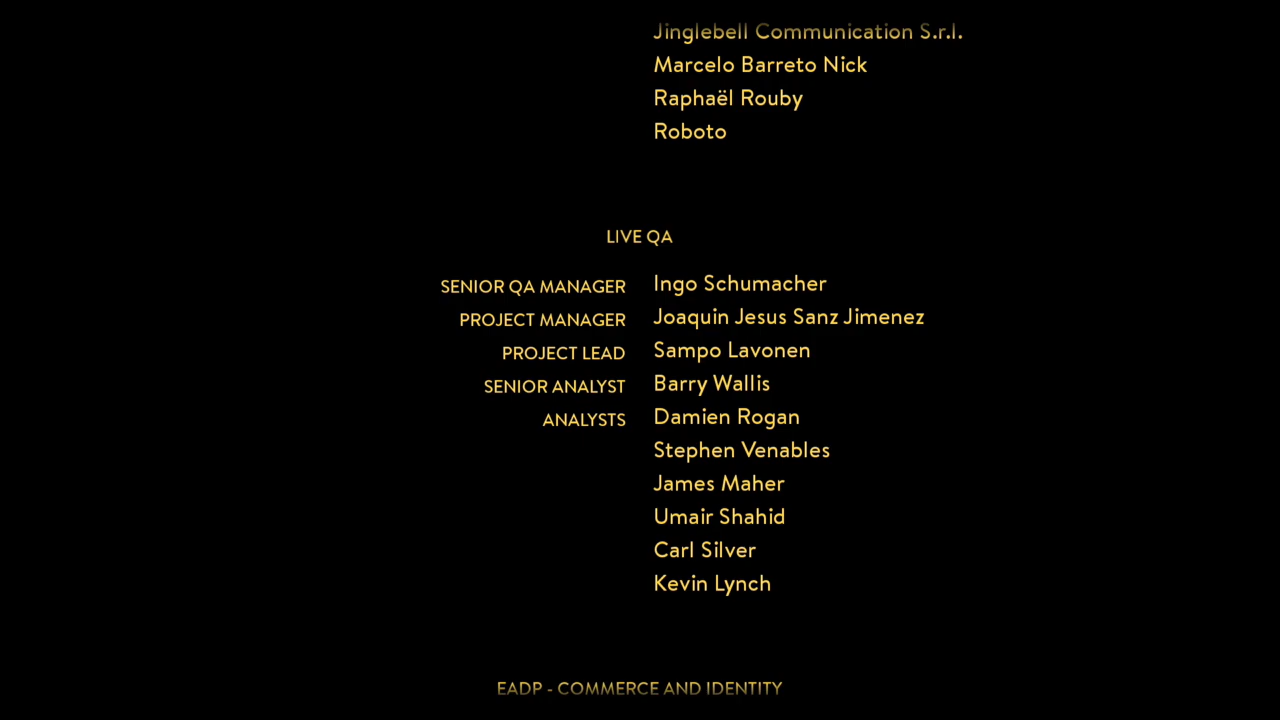 Jinglebell Communication S.r.l.
Marcelo Barreto Nick
Raphaël Rouby
Roboto
LIVE QA
SENIOR QA MANAGER Ingo Schumacher
PROJECT MANAGER Joaquin Jesus Sanz Jimenez
PROJECT LEAD Sampo Lavonen
SENIOR ANALYST Barry Wallis
ANALYSTS Damien Rogan
Stephen Venables
James Maher
Umair Shahid
Carl Silver
Kevin Lynch
EADP - COMMERCE AND IDENTITY